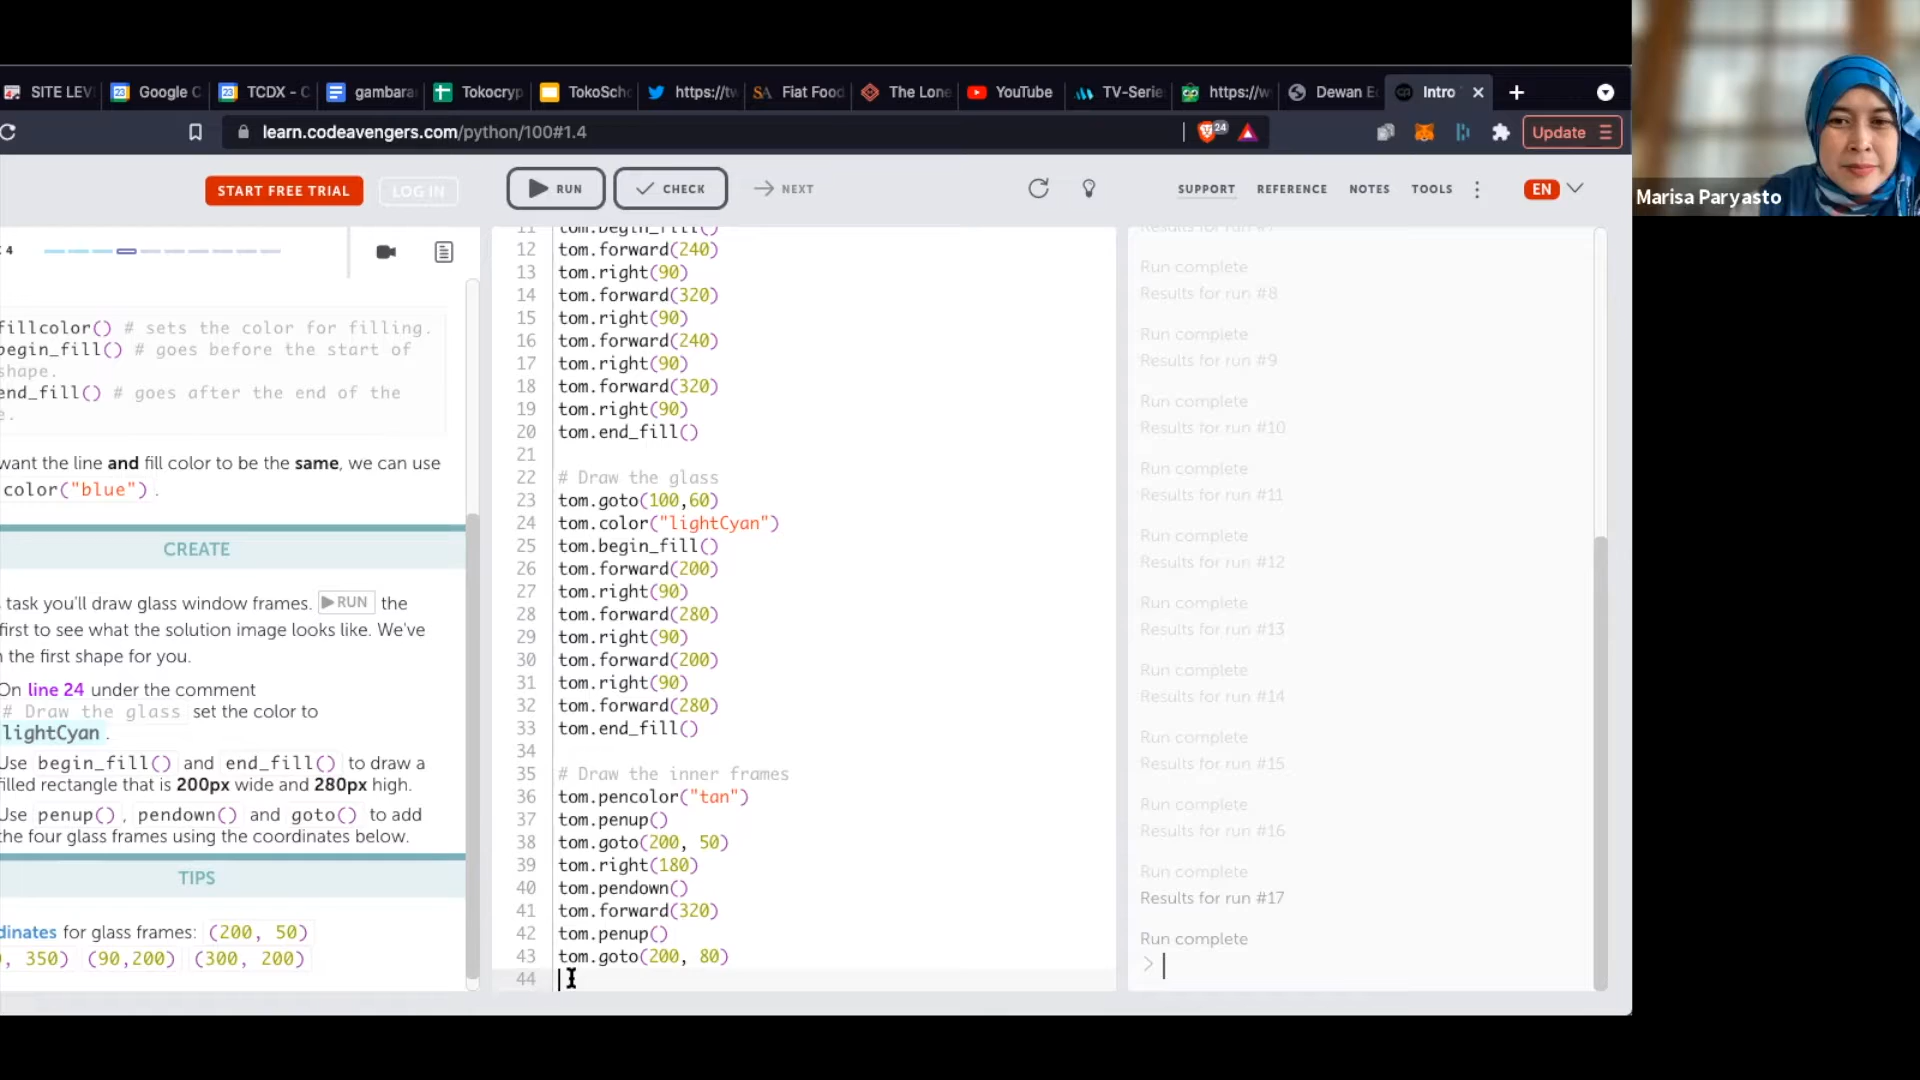 SITE LEV
Google C
TCDX - C
gambara
Tokocryp
TokoScho
https://tw
Fiat Food
The Lone
YouTube
TV-Serie
https://w
Dewan E
Intro
learn.codeavengers.com/python/100#1.4
24
Update
START FREE TRIAL
LOG IN
RUN
CHECK
NEXT
SUPPORT
REFERENCE
NOTES
TOOLS
EN
Marisa Paryasto
4
fillcolor() # sets the color for filling.
begin_fill() # goes before the start of
shape.
end_fill() # goes after the end of the
e.
want the line and fill color to be the same, we can use
color("blue") .
CREATE
task you'll draw glass window frames. RUN the
first to see what the solution image looks like. We've
the first shape for you.
On line 24 under the comment
# Draw the glass set the color to
lightCyan .
Use begin_fill() and end_fill() to draw a
filled rectangle that is 200px wide and 280px high.
Use penup() , pendown() and goto() to add
the four glass frames using the coordinates below.
TIPS
dinates for glass frames: (200, 50)
, 350) (90,200) (300, 200)
11 tom.begin_fill()
12 tom.forward(240)
13 tom.right(90)
14 tom.forward(320)
15 tom.right(90)
16 tom.forward(240)
17 tom.right(90)
18 tom.forward(320)
19 tom.right(90)
20 tom.end_fill()
21
22 # Draw the glass
23 tom.goto(100,60)
24 tom.color("lightCyan")
25 tom.begin_fill()
26 tom.forward(200)
27 tom.right(90)
28 tom.forward(280)
29 tom.right(90)
30 tom.forward(200)
31 tom.right(90)
32 tom.forward(280)
33 tom.end_fill()
34
35 # Draw the inner frames
36 tom.pencolor("tan")
37 tom.penup()
38 tom.goto(200, 50)
39 tom.right(180)
40 tom.pendown()
41 tom.forward(320)
42 tom.penup()
43 tom.goto(200, 80)
44
Results for run #7
Run complete
Results for run #8
Run complete
Results for run #9
Run complete
Results for run #10
Run complete
Results for run #11
Run complete
Results for run #12
Run complete
Results for run #13
Run complete
Results for run #14
Run complete
Results for run #15
Run complete
Results for run #16
Run complete
Results for run #17
Run complete
>